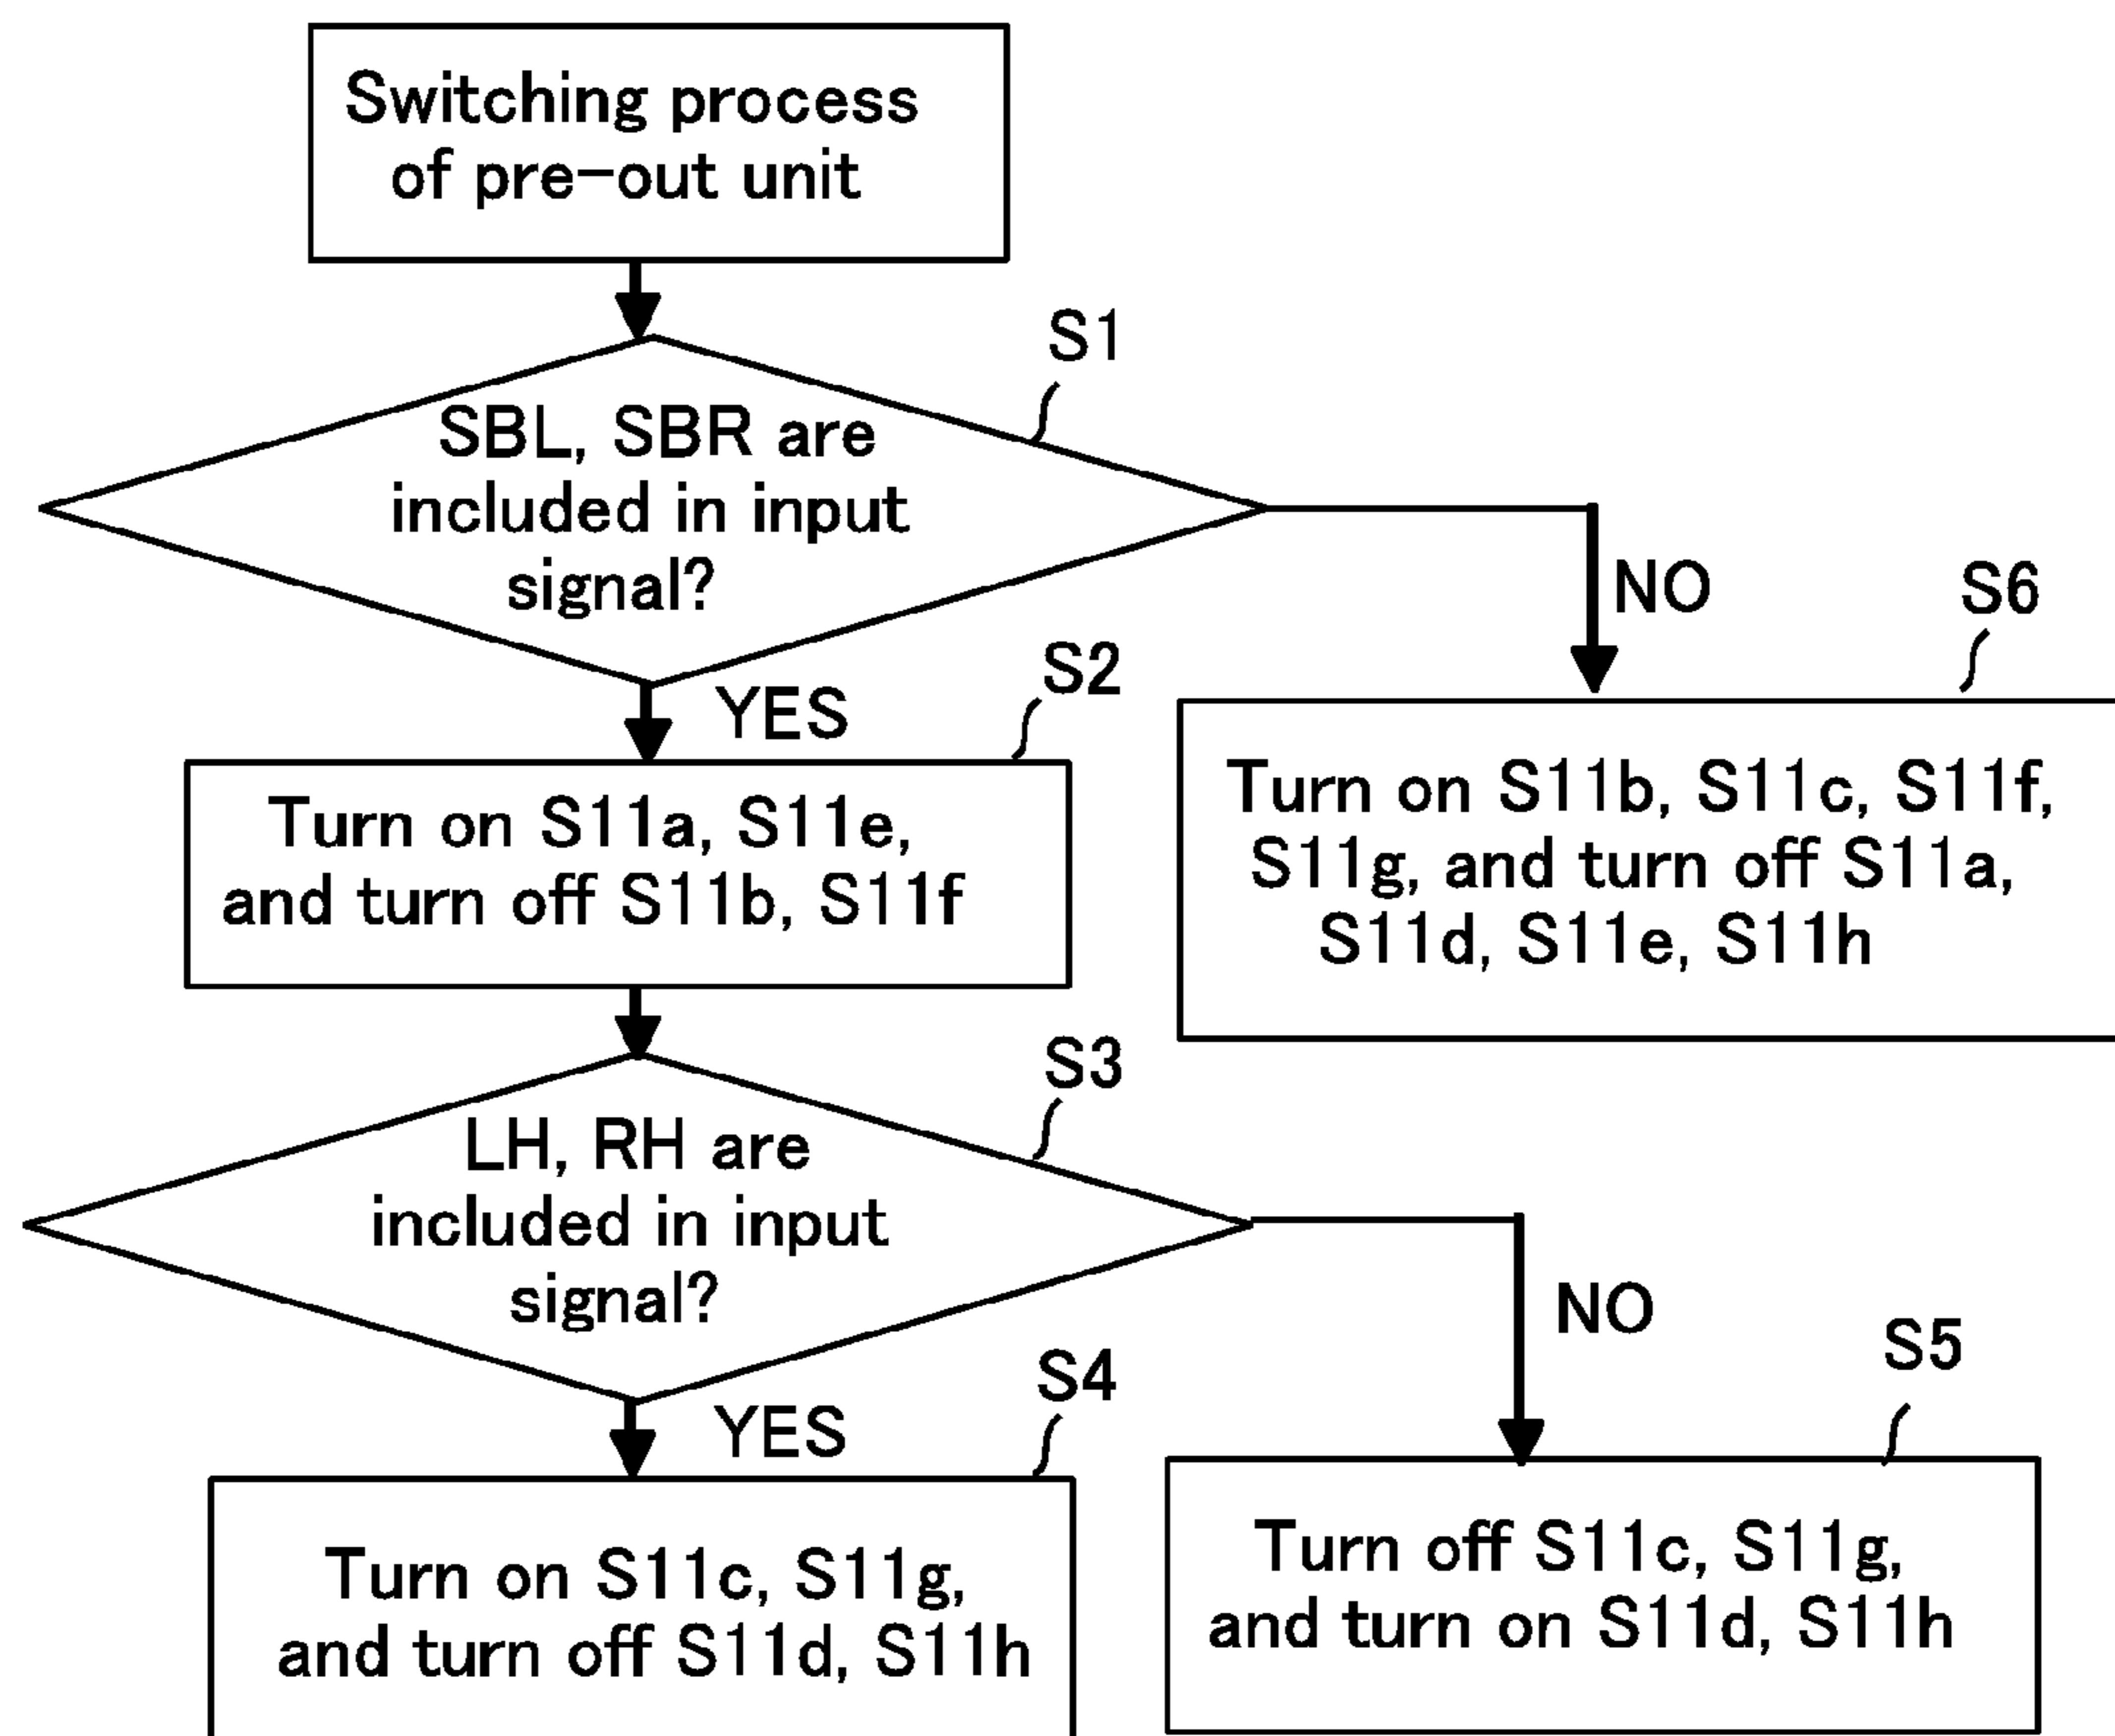 Switching process
of pre-out unit
S1
SBL, SBR are
included in input
signal?
NO
S6
YES
S2
Turn on S11b, S11c, S11f,
S11g, and turn off S11a,
S11d, S11e, S11h
Turn on S11a, S11e,
and turn off S11b, S11f
S3
LH, RH are
included in input
signal?
NO
S5
YES
S4
Turn on S11c, S11g,
and turn off S11d, S11h
Turn off S11c, S11g,
and turn on S11d, S11h